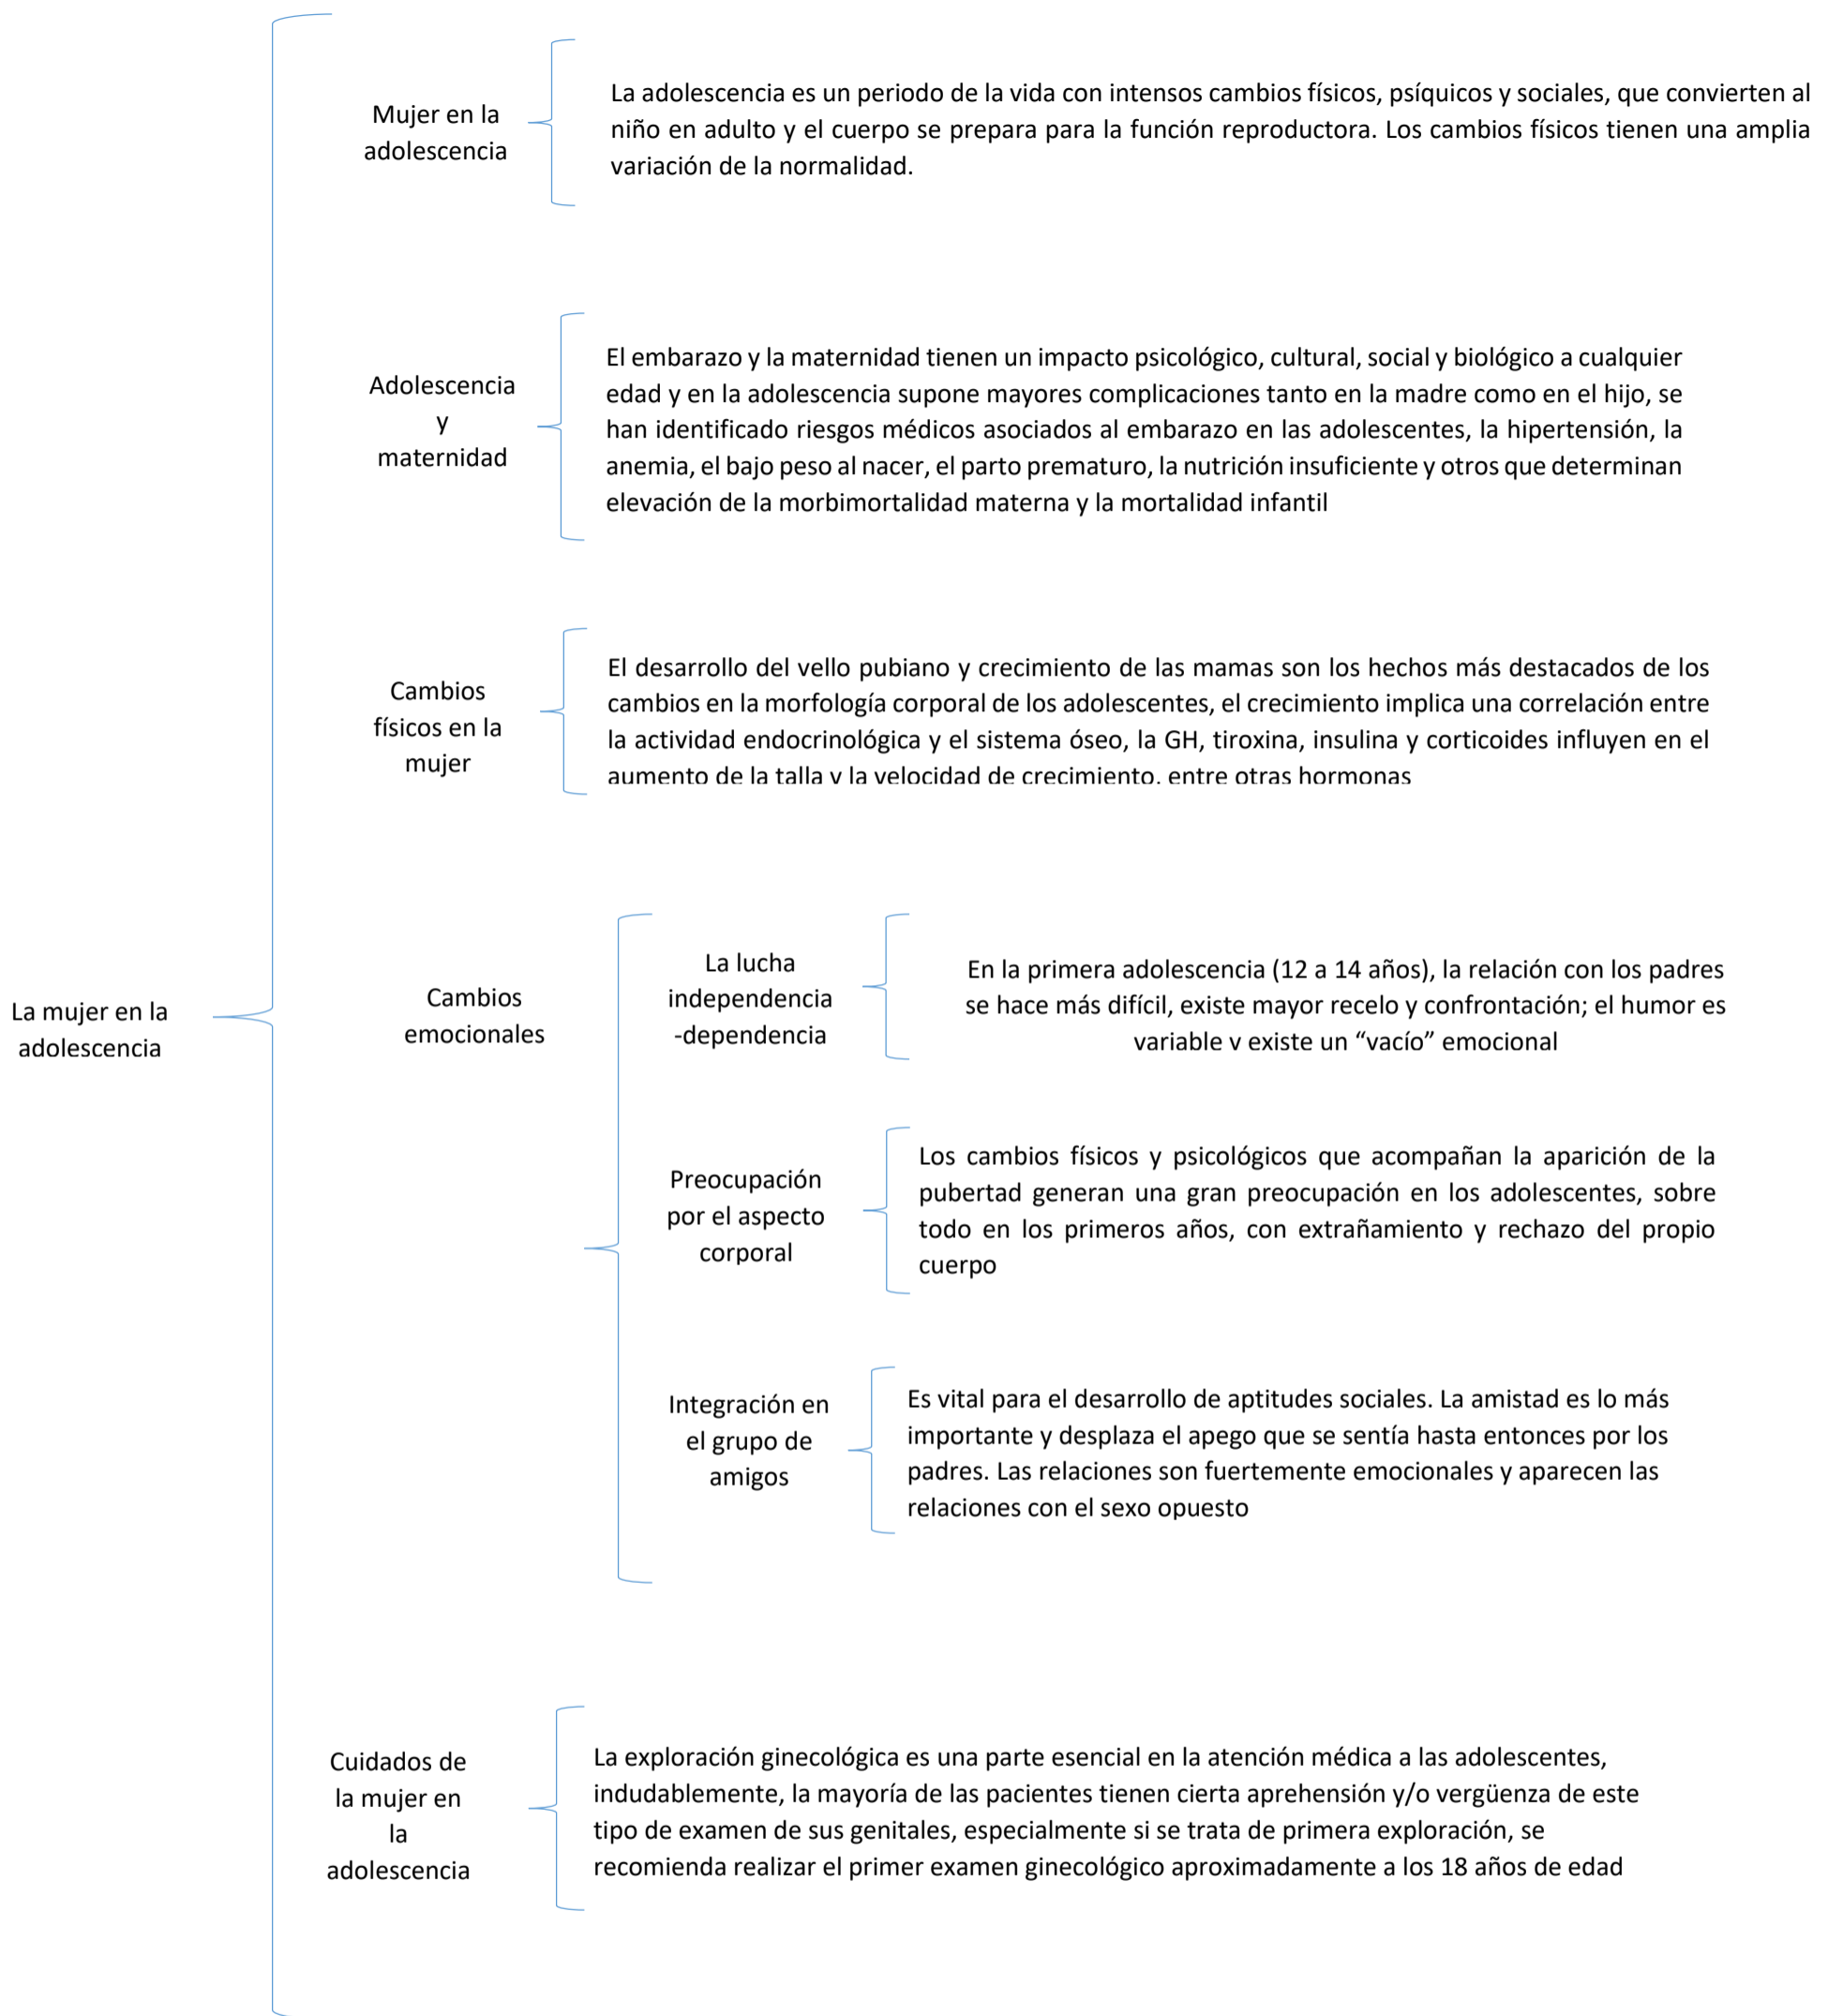 La mujer en la
adolescencia
Mujer en la
adolescencia
La adolescencia es un periodo de la vida con intensos cambios físicos, psíquicos y sociales, que convierten al
niño en adulto y el cuerpo se prepara para la función reproductora. Los cambios físicos tienen una amplia
variación de la normalidad.
Adolescencia
y
maternidad
El embarazo y la maternidad tienen un impacto psicológico, cultural, social y biológico a cualquier
edad y en la adolescencia supone mayores complicaciones tanto en la madre como en el hijo, se
han identificado riesgos médicos asociados al embarazo en las adolescentes, la hipertensión, la
anemia, el bajo peso al nacer, el parto prematuro, la nutrición insuficiente y otros que determinan
elevación de la morbimortalidad materna y la mortalidad infantil
Cambios
físicos en la
mujer
El desarrollo del vello pubiano y crecimiento de las mamas son los hechos más destacados de los
cambios en la morfología corporal de los adolescentes, el crecimiento implica una correlación entre
la actividad endocrinológica y el sistema óseo, la GH, tiroxina, insulina y corticoides influyen en el
aumento de la talla y la velocidad de crecimiento, entre otras hormonas
Cambios
emocionales
La lucha
independencia
-dependencia
En la primera adolescencia (12 a 14 años), la relación con los padres
se hace más difícil, existe mayor recelo y confrontación; el humor es
variable y existe un “vacío” emocional
Preocupación
por el aspecto
corporal
Los cambios físicos y psicológicos que acompañan la aparición de la
pubertad generan una gran preocupación en los adolescentes, sobre
todo en los primeros años, con extrañamiento y rechazo del propio
cuerpo
Integración en
el grupo de
amigos
Es vital para el desarrollo de aptitudes sociales. La amistad es lo más
importante y desplaza el apego que se sentía hasta entonces por los
padres. Las relaciones son fuertemente emocionales y aparecen las
relaciones con el sexo opuesto
Cuidados de
la mujer en
la
adolescencia
La exploración ginecológica es una parte esencial en la atención médica a las adolescentes,
indudablemente, la mayoría de las pacientes tienen cierta aprehensión y/o vergüenza de este
tipo de examen de sus genitales, especialmente si se trata de primera exploración, se
recomienda realizar el primer examen ginecológico aproximadamente a los 18 años de edad